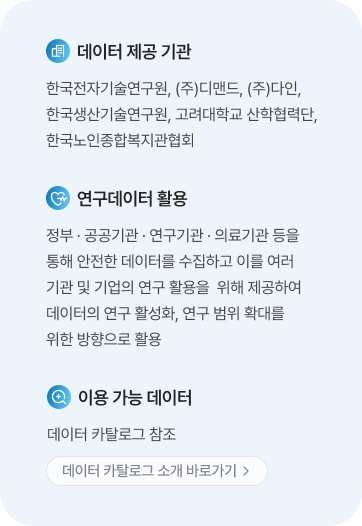 데이터 제공 기관
한국전자기술연구원, (주)디맨드, (주)다인,
한국생산기술연구원, 고려대학교 산학협력단,
한국노인종합복지관협회
연구데이터 활용
정부 · 공공기관 · 연구기관 · 의료기관 등을
통해 안전한 데이터를 수집하고 이를 여러
기관 및 기업의 연구 활용을 위해 제공하여
데이터의 연구 활성화, 연구 범위 확대를
위한 방향으로 활용
이용 가능 데이터
데이터 카탈로그 참조
데이터 카탈로그 소개 바로가기 >